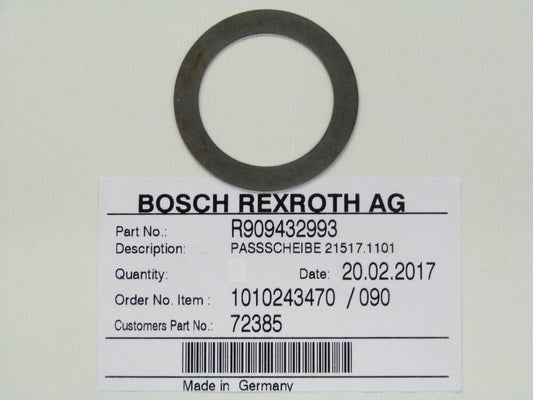 BOSCH REXROTH AG
Part No.: R909432993
Description: PASSSCHEIBE 21517.1101
Quantity: Date: 20.02.2017
Order No. Item : 1010243470 / 090
Customers Part No.: 72385
Made in Germany